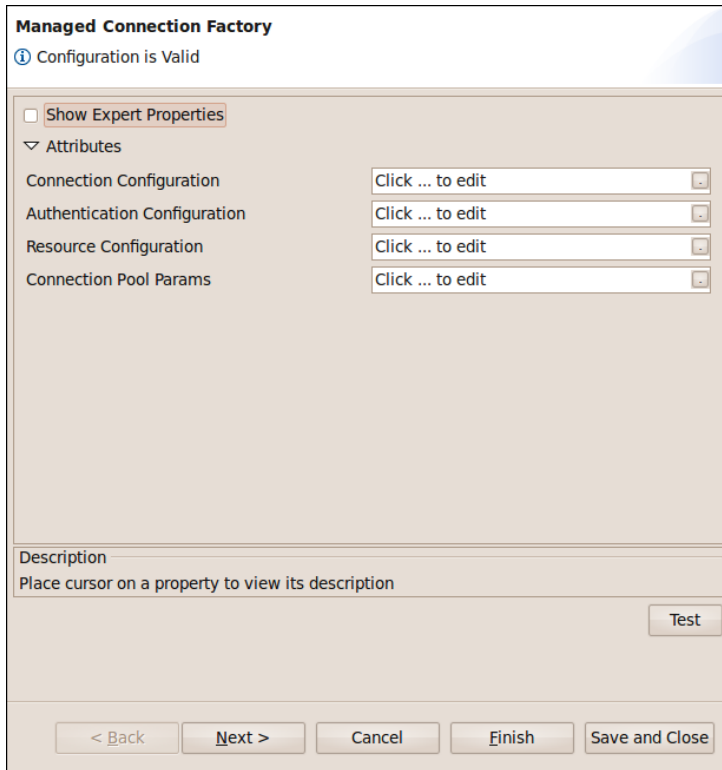 Managed Connection Factory
Configuration is Valid
Show Expert Properties
Attributes
Connection Configuration Click ... to edit .
Authentication Configuration Click ... to edit .
Resource Configuration Click ... to edit .
Connection Pool Params Click ... to edit .
Description
Place cursor on a property to view its description
Test
< Back Next > Cancel Finish Save and Close